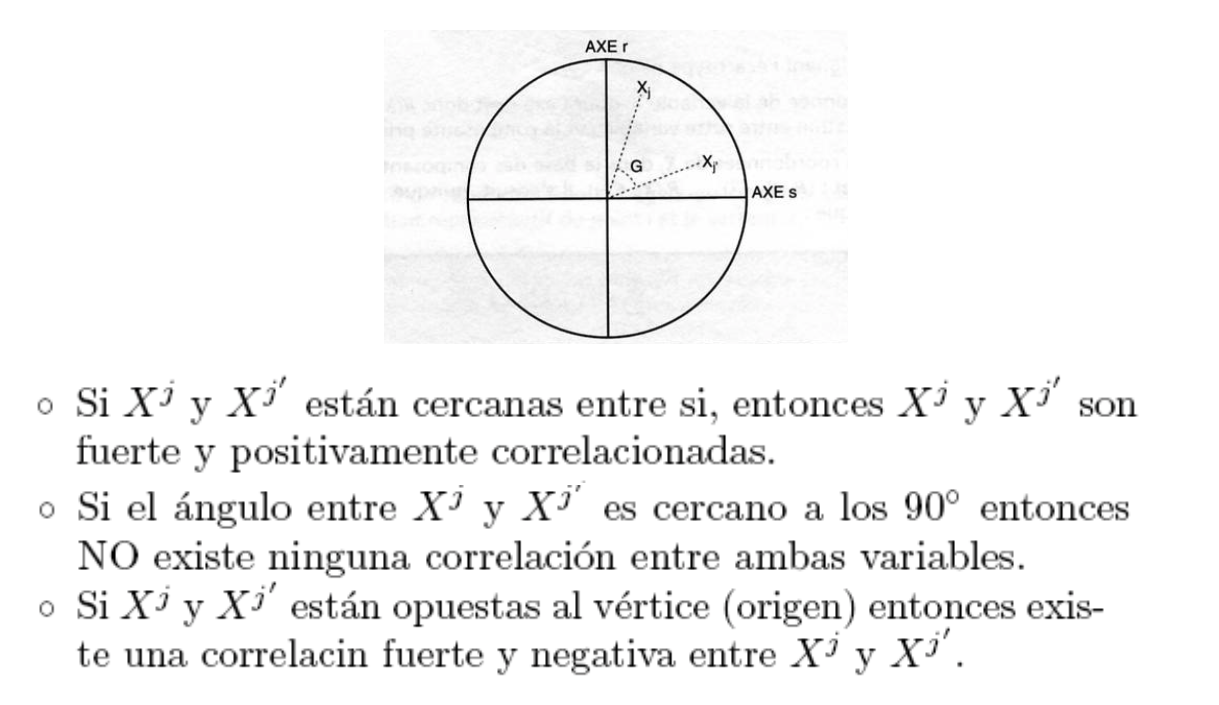 AXE r
Xj
G
Xj'
AXE s
○ Si X^j y X^j' están cercanas entre si, entonces X^j y X^j' son
fuerte y positivamente correlacionadas.
○ Si el ángulo entre X^j y X^j' es cercano a los 90° entonces
NO existe ninguna correlación entre ambas variables.
○ Si X^j y X^j' están opuestas al vértice (origen) entonces exis-
te una correlacin fuerte y negativa entre X^j y X^j'.